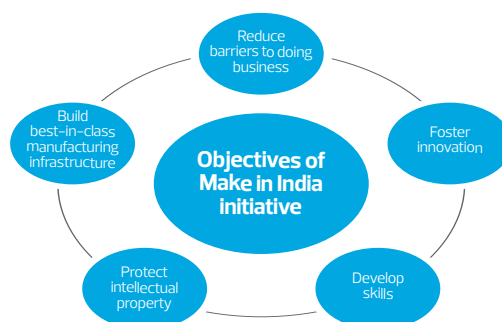 Reduce
barriers to doing
business
Build
best-in-class
manufacturing
infrastructure
Foster
innovation
Objectives of
Make in India
initiative
Protect
intellectual
property
Develop
skills